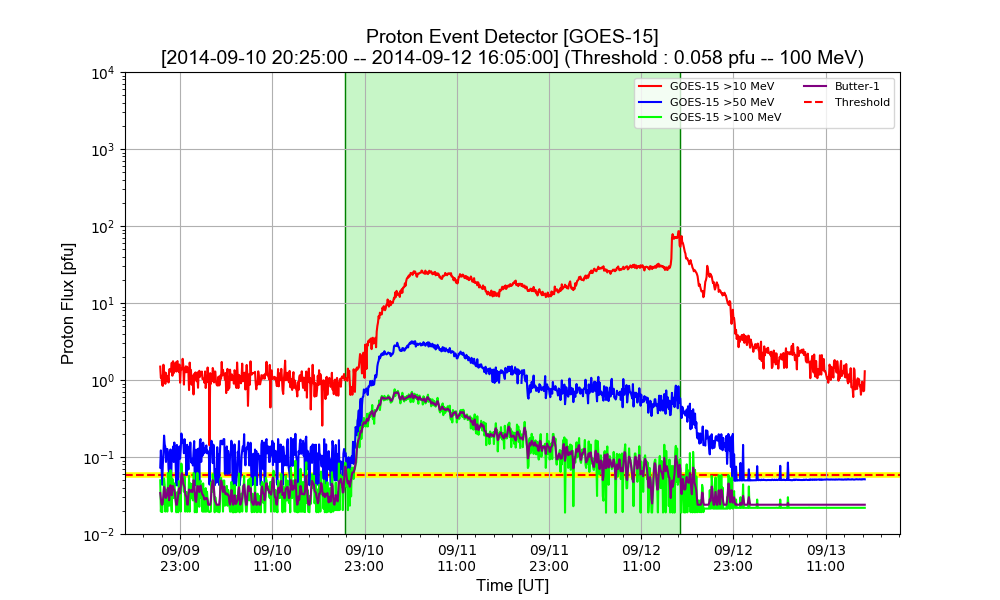 Proton Event Detector [GOES-15]
[2014-09-10 20:25:00 -- 2014-09-12 16:05:00] (Threshold : 0.058 pfu -- 100 MeV)
GOES-15 >10 MeV
GOES-15 >50 MeV
GOES-15 >100 MeV
Butter-1
Threshold
Proton Flux [pfu]
10^4
10^3
10^2
10^1
10^0
10^-1
10^-2
09/09 09/10 09/10 09/11 09/11 09/12 09/12 09/13
23:00 11:00 23:00 11:00 23:00 11:00 23:00 11:00
Time [UT]